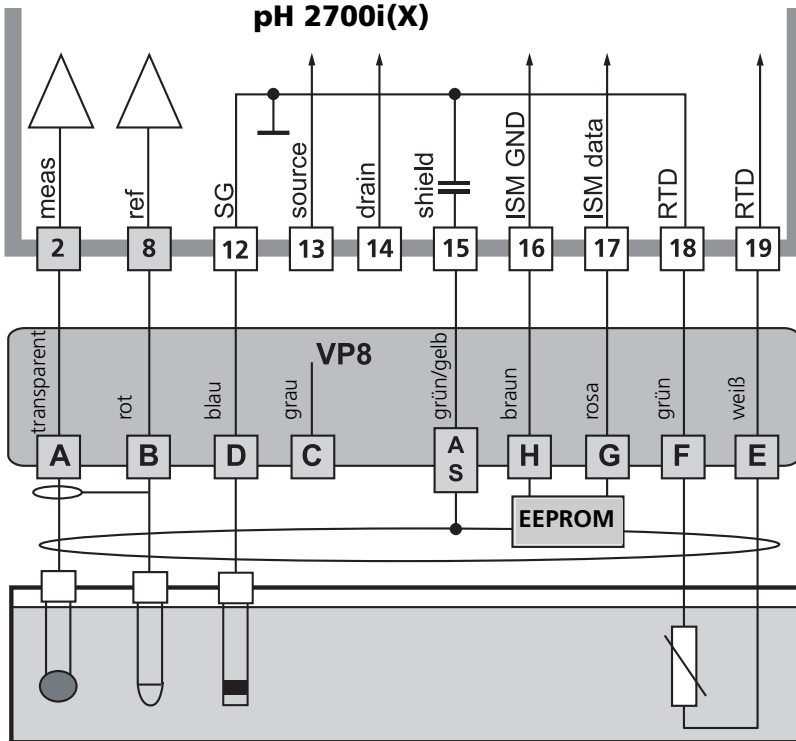 pH 2700i(X)
meas
ref
SG
source
drain
shield
ISM GND
ISM data
RTD
RTD
2
8
12
13
14
15
16
17
18
19
VP8
transparent
rot
blau
grau
grün/gelb
braun
rosa
grün
weiß
A
B
D
C
A
S
H
G
F
E
EEPROM